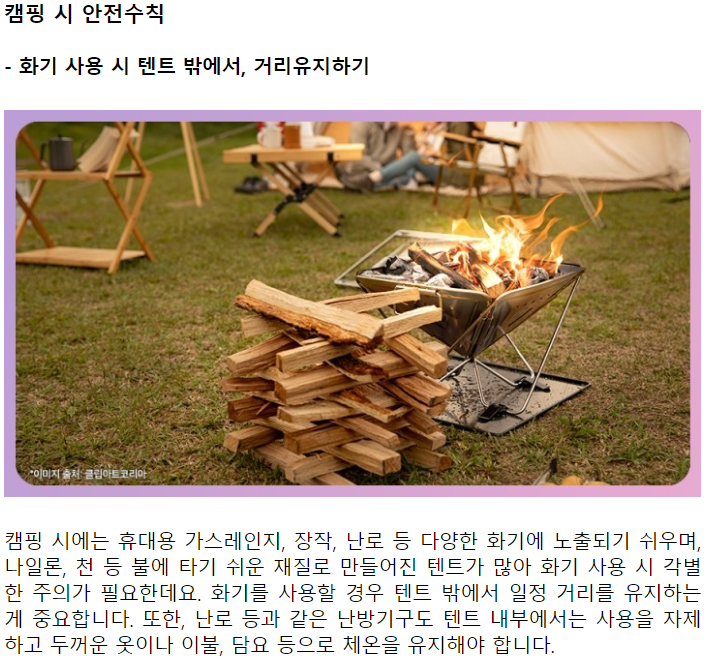 캠핑 시 안전수칙
- 화기 사용 시 텐트 밖에서, 거리유지하기
*이미지 출처: 클립아트코리아
캠핑 시에는 휴대용 가스레인지, 장작, 난로 등 다양한 화기에 노출되기 쉬우며,
나일론, 천 등 불에 타기 쉬운 재질로 만들어진 텐트가 많아 화기 사용 시 각별
한 주의가 필요한데요. 화기를 사용할 경우 텐트 밖에서 일정 거리를 유지하는
게 중요합니다. 또한, 난로 등과 같은 난방기구도 텐트 내부에서는 사용을 자제
하고 두꺼운 옷이나 이불, 담요 등으로 체온을 유지해야 합니다.